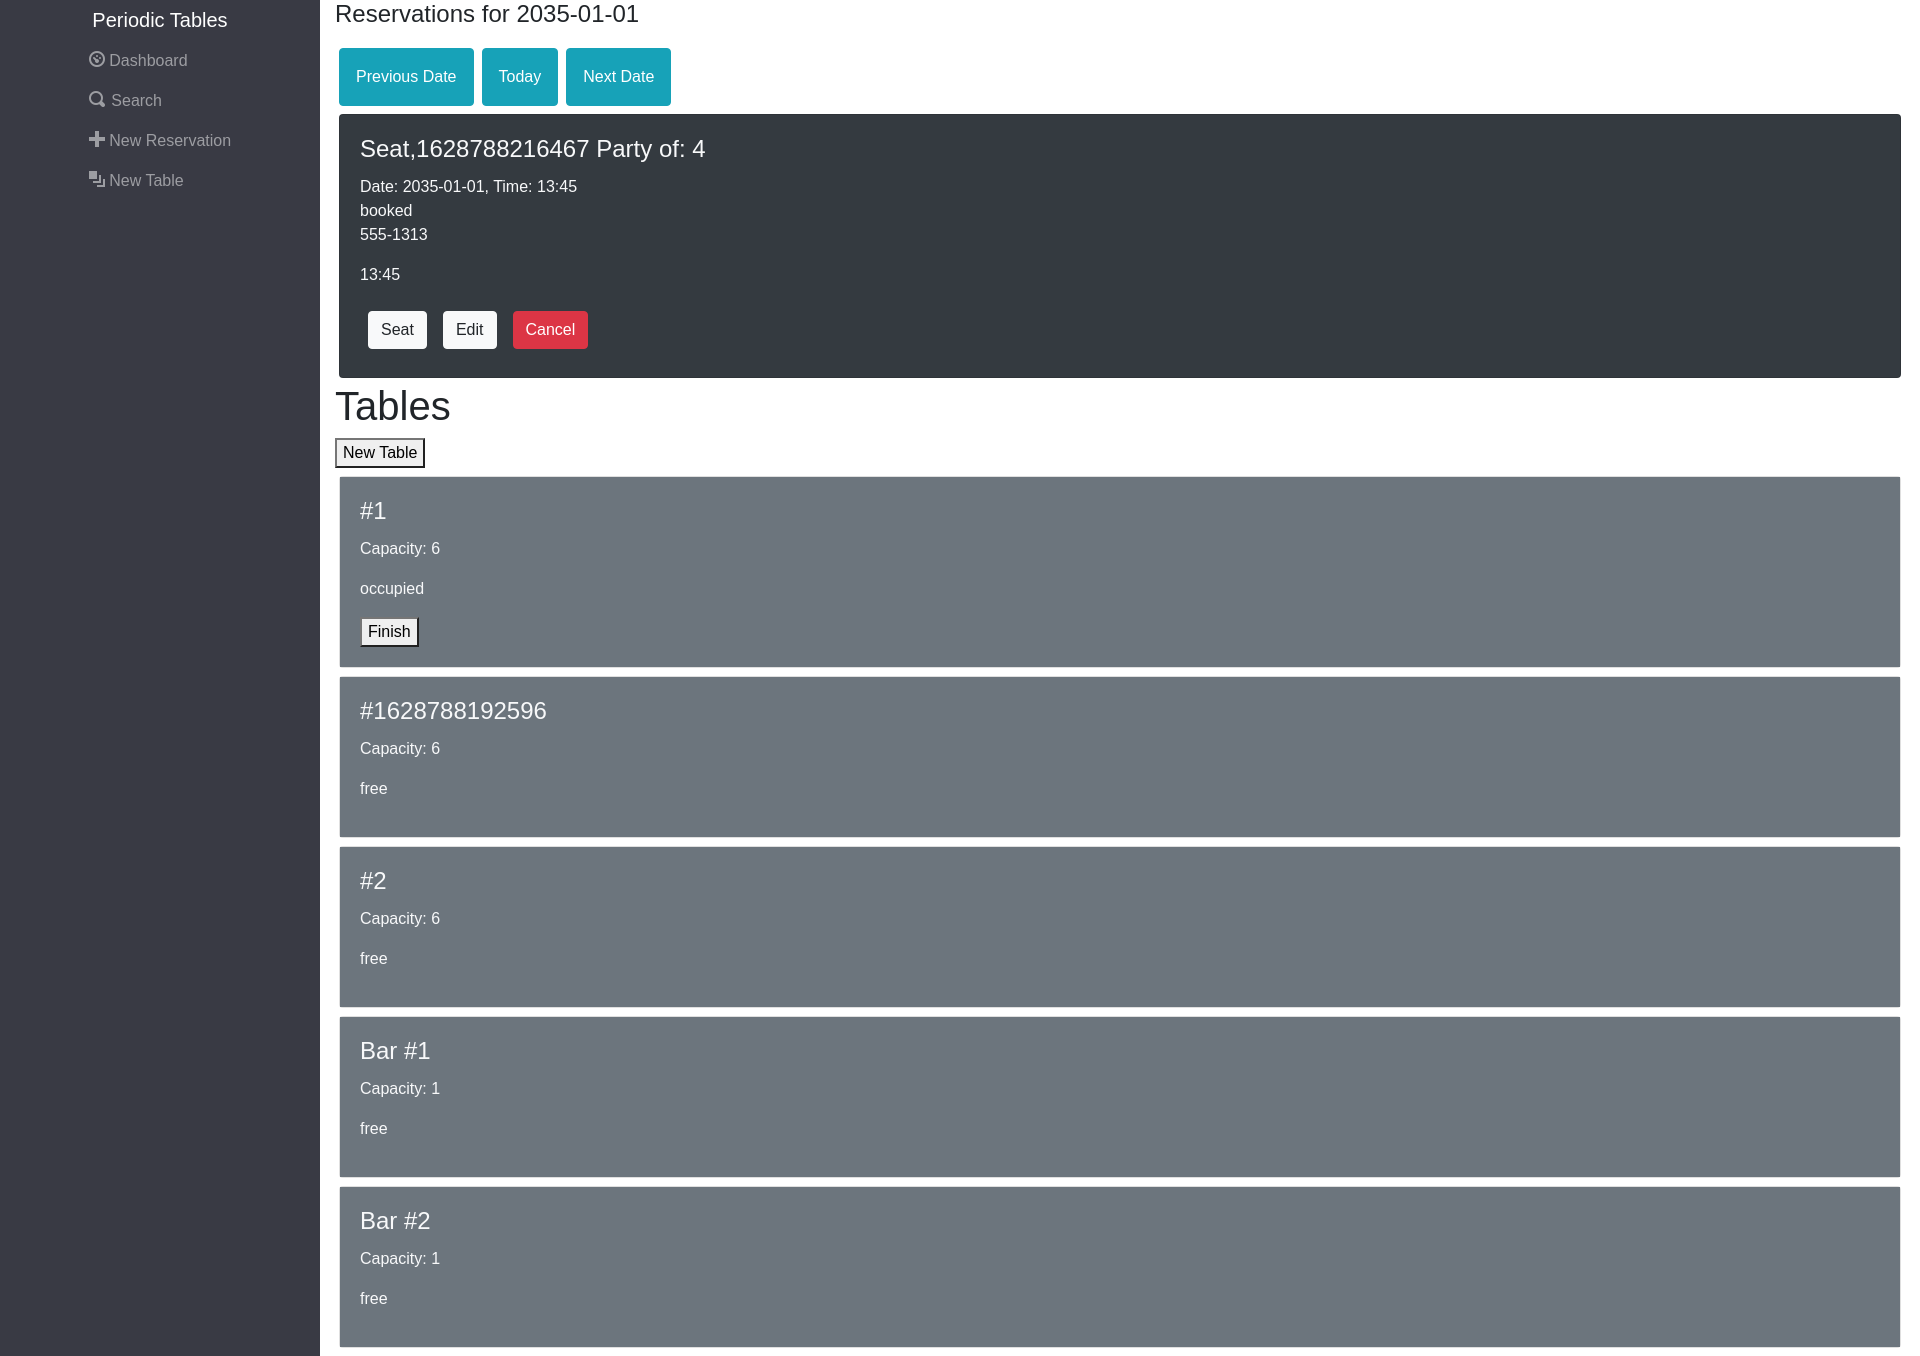 Periodic Tables
Dashboard
Search
New Reservation
New Table
Reservations for 2035-01-01
Previous Date
Today
Next Date
Seat,1628788216467 Party of: 4
Date: 2035-01-01, Time: 13:45
booked
555-1313
13:45
Seat
Edit
Cancel
Tables
New Table
#1
Capacity: 6
occupied
Finish
#1628788192596
Capacity: 6
free
#2
Capacity: 6
free
Bar #1
Capacity: 1
free
Bar #2
Capacity: 1
free